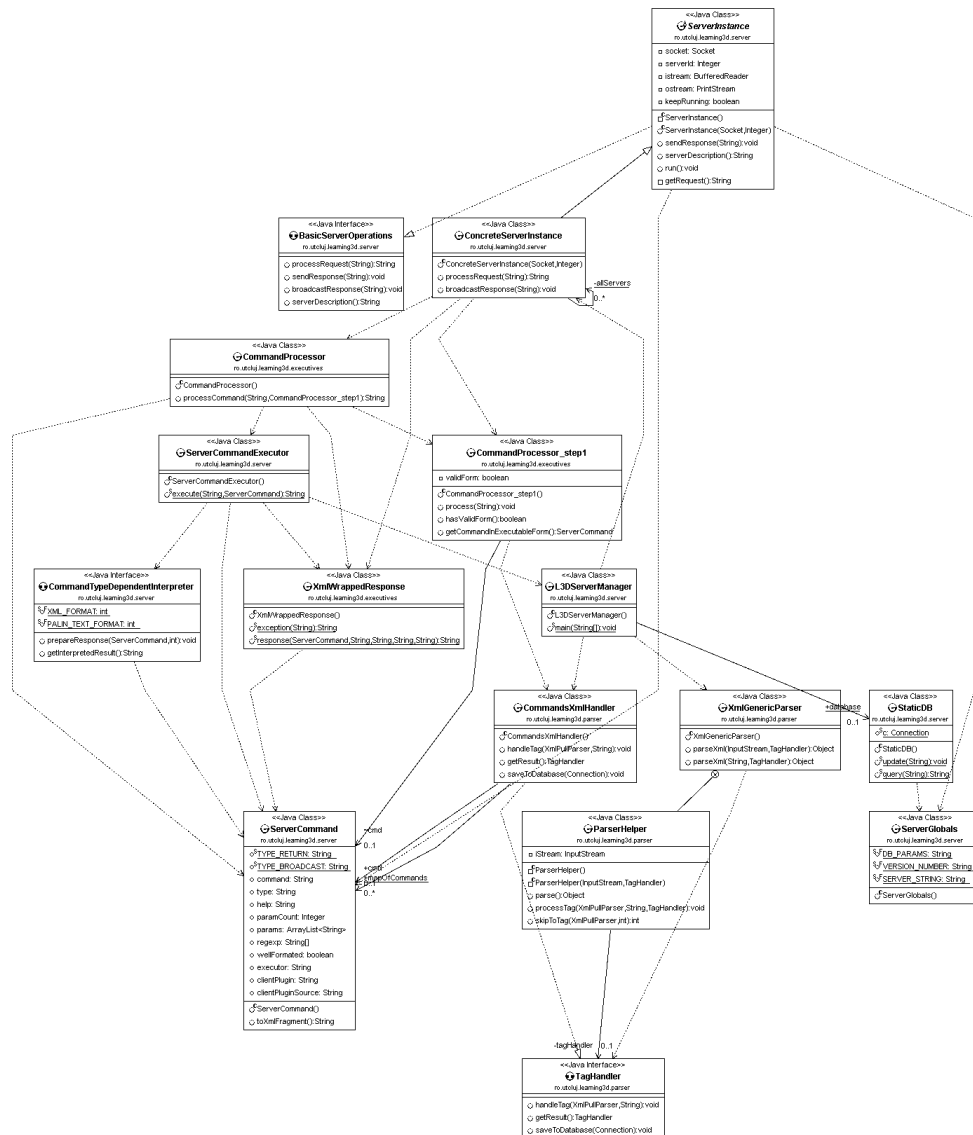 <<Java Class>>
ServerInstance
ro.utcluj.learning3d.server
socket: Socket
serverId: Integer
istream: BufferedReader
ostream: PrintStream
keepRunning: boolean
ServerInstance()
ServerInstance(Socket,Integer)
sendResponse(String):void
serverDescription():String
run():void
getRequest():String
<<Java Interface>>
BasicServerOperations
ro.utcluj.learning3d.server
processRequest(String):String
sendResponse(String):void
broadcastResponse(String):void
serverDescription():String
<<Java Class>>
ConcreteServerInstance
ro.utcluj.learning3d.server
ConcreteServerInstance(Socket,Integer)
processRequest(String):String
broadcastResponse(String):void
-allServers
0..*
<<Java Class>>
CommandProcessor
ro.utcluj.learning3d.executives
CommandProcessor()
processCommand(String,CommandProcessor_step1):String
<<Java Class>>
ServerCommandExecutor
ro.utcluj.learning3d.server
ServerCommandExecutor()
execute(String,ServerCommand):String
<<Java Class>>
CommandProcessor_step1
ro.utcluj.learning3d.executives
validForm: boolean
CommandProcessor_step1()
process(String):void
hasValidForm():boolean
getCommandInExecutableForm():ServerCommand
<<Java Interface>>
CommandTypeDependentInterpreter
ro.utcluj.learning3d.server
XML_FORMAT: int
PALIN_TEXT_FORMAT: int
prepareResponse(ServerCommand,int):void
getInterpretedResult():String
<<Java Class>>
XmlWrappedResponse
ro.utcluj.learning3d.executives
XmlWrappedResponse()
exception(String):String
response(ServerCommand,String,String,String,String):String
<<Java Class>>
L3DServerManager
ro.utcluj.learning3d.server
L3DServerManager()
main(String[]):void
<<Java Class>>
CommandsXmlHandler
ro.utcluj.learning3d.parser
CommandsXmlHandler()
handleTag(XmlPullParser,String):void
getResult():TagHandler
saveToDatabase(Connection):void
<<Java Class>>
XmlGenericParser
ro.utcluj.learning3d.parser
XmlGenericParser()
parseXml(InputStream,TagHandler):Object
parseXml(String,TagHandler):Object
+database
0..1
<<Java Class>>
StaticDB
ro.utcluj.learning3d.server
c: Connection
StaticDB()
update(String):void
query(String):String
<<Java Class>>
ServerCommand
ro.utcluj.learning3d.server
TYPE_RETURN: String
TYPE_BROADCAST: String
command: String
type: String
help: String
paramCount: Integer
params: ArrayList<String>
regexp: String[]
wellFormated: boolean
executor: String
clientPlugin: String
clientPluginSource: String
ServerCommand()
toXmlFragment():String
~cmd
0..1
+cmd
0..1
+mapOfCommands
0..*
<<Java Class>>
ParserHelper
ro.utcluj.learning3d.parser
iStream: InputStream
ParserHelper()
ParserHelper(InputStream,TagHandler)
parse():Object
processTag(XmlPullParser,String,TagHandler):void
skipToTag(XmlPullParser,int):int
<<Java Class>>
ServerGlobals
ro.utcluj.learning3d.server
DB_PARAMS: String
VERSION_NUMBER: String
SERVER_STRING: String
ServerGlobals()
-tagHandler
0..1
<<Java Interface>>
TagHandler
ro.utcluj.learning3d.parser
handleTag(XmlPullParser,String):void
getResult():TagHandler
saveToDatabase(Connection):void